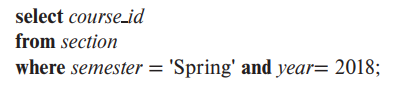 select course_id
from section
where semester = 'Spring' and year= 2018;